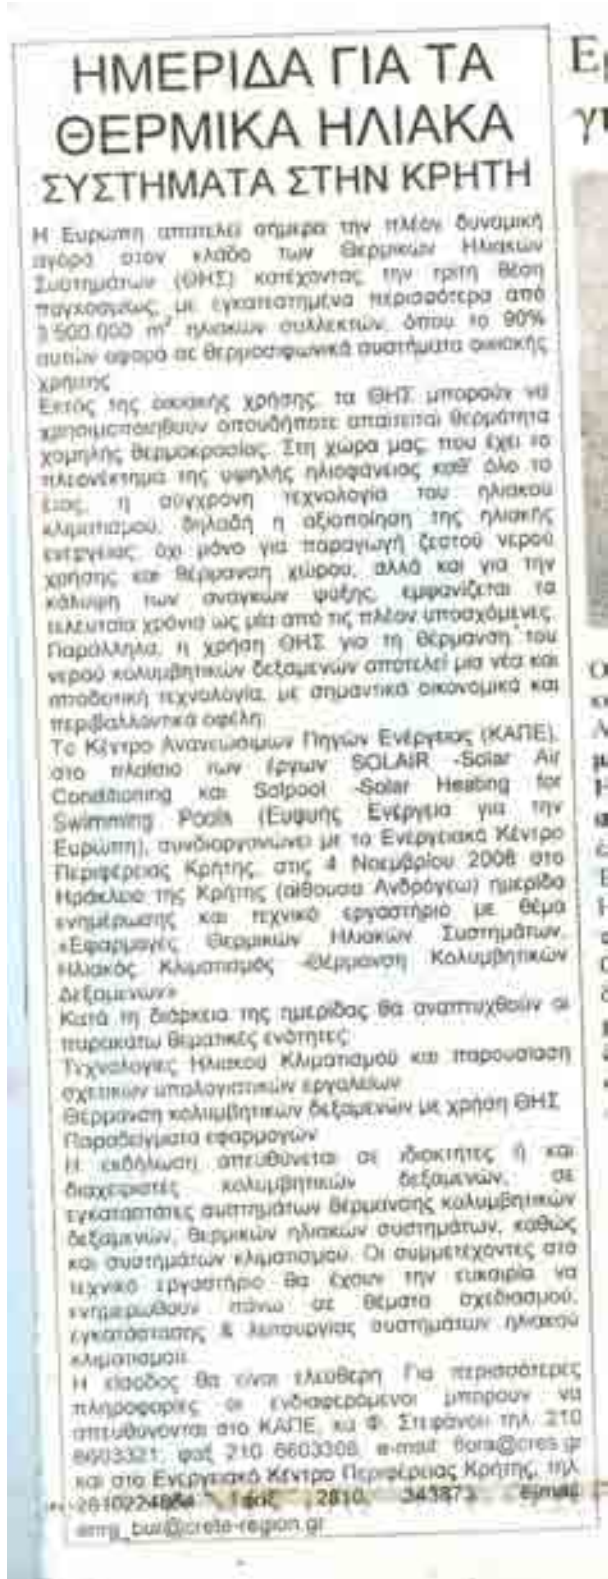 ΗΜΕΡΙΔΑ ΓΙΑ ΤΑ
ΘΕΡΜΙΚΑ ΗΛΙΑΚΑ
ΣΥΣΤΗΜΑΤΑ ΣΤΗΝ ΚΡΗΤΗ
Η Ευρώπη αποτελεί σήμερα την πλέον δυναμική
αγορά στον κλάδο των Θερμικών Ηλιακών
Συστημάτων (ΘΗΣ) κατέχοντας την τρίτη θέση
παγκοσμίως, με εγκατεστημένα περισσότερα από
3.500.000 m² ηλιακών συλλεκτών, όπου το 90%
αυτών αφορά σε θερμοσιφωνικά συστήματα οικιακής
χρήσης
Εκτός της οικιακής χρήσης, τα ΘΗΣ μπορούν να
χρησιμοποιηθούν οπουδήποτε απαιτείται θερμότητα
χαμηλής θερμοκρασίας. Στη χώρα μας, που έχει το
πλεονέκτημα της υψηλής ηλιοφάνειας καθ' όλο το
έτος, η σύγχρονη τεχνολογία του ηλιακού
κλιματισμού, δηλαδή η αξιοποίηση της ηλιακής
ενέργειας όχι μόνο για παραγωγή ζεστού νερού
χρήσης και θέρμανση χώρου, αλλά και για την
κάλυψη των αναγκών ψύξης, εμφανίζεται τα
τελευταία χρόνια ως μία από τις πλέον υποσχόμενες.
Παράλληλα, η χρήση ΘΗΣ για τη θέρμανση του
νερού κολυμβητικών δεξαμενών αποτελεί μια νέα και
αποδοτική τεχνολογία, με σημαντικά οικονομικά και
περιβαλλοντικά οφέλη.
Το Κέντρο Ανανεώσιμων Πηγών Ενέργειας (ΚΑΠΕ),
στο πλαίσιο των έργων SOLAIR -Solar Air
Conditioning και Solpool -Solar Heating for
Swimming Pools (Ευφυής Ενέργεια για την
Ευρώπη), συνδιοργανώνει με το Ενεργειακό Κέντρο
Περιφέρειας Κρήτης, στις 4 Νοεμβρίου 2008 στο
Ηράκλειο της Κρήτης (αίθουσα Ανδρόγεω) ημερίδα
ενημέρωσης και τεχνικό εργαστήριο με θέμα
«Εφαρμογές Θερμικών Ηλιακών Συστημάτων,
Ηλιακός Κλιματισμός -Θέρμανση Κολυμβητικών
Δεξαμενών»
Κατά τη διάρκεια της ημερίδας θα αναπτυχθούν οι
παρακάτω θεματικές ενότητες:
Τεχνολογίες Ηλιακού Κλιματισμού και παρουσίαση
σχετικών υπολογιστικών εργαλείων
Θέρμανση κολυμβητικών δεξαμενών με χρήση ΘΗΣ
Παραδείγματα εφαρμογών
Η εκδήλωση απευθύνεται σε ιδιοκτήτες ή και
διαχειριστές κολυμβητικών δεξαμενών, σε
εγκαταστάτες συστημάτων θέρμανσης κολυμβητικών
δεξαμενών, θερμικών ηλιακών συστημάτων, καθώς
και συστημάτων κλιματισμού. Οι συμμετέχοντες στο
τεχνικό εργαστήριο θα έχουν την ευκαιρία να
ενημερωθούν πάνω σε θέματα σχεδιασμού,
εγκατάστασης & λειτουργίας συστημάτων ηλιακού
κλιματισμού.
Η είσοδος θα είναι ελεύθερη. Για περισσότερες
πληροφορίες οι ενδιαφερόμενοι μπορούν να
απευθύνονται στο ΚΑΠΕ, κα Φ. Στεφάνου τηλ. 210
6603321, φαξ 210 6603308, e-mail: flora@cres.gr
και στο Ενεργειακό Κέντρο Περιφέρειας Κρήτης, τηλ
φαξ 2810, 343873 e-mail:
enrg_bur@crete-region.gr